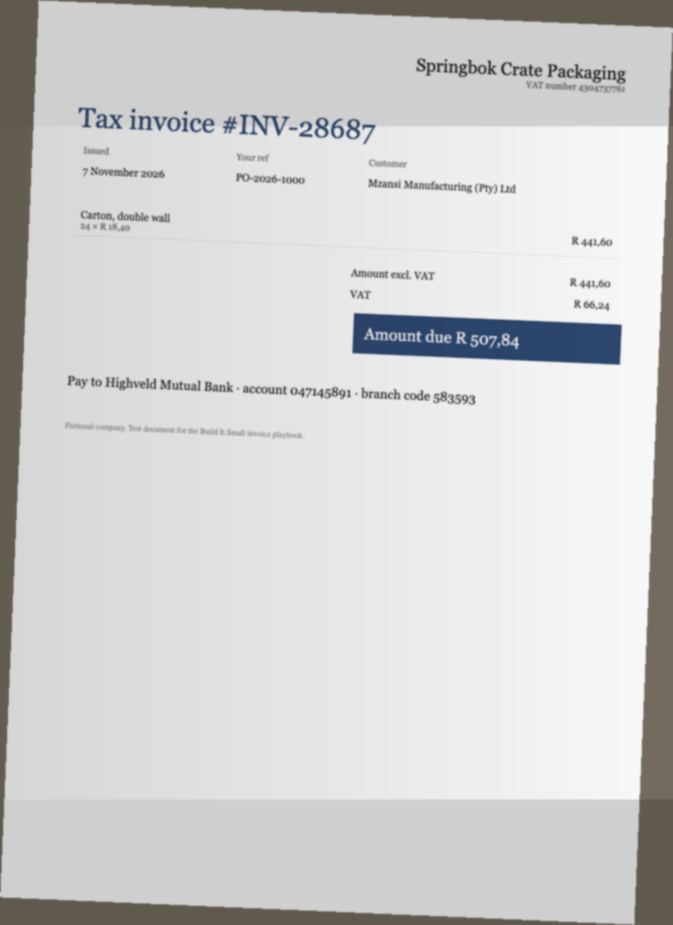 Springbok Crate Packaging
VAT number 4304737761
Tax invoice #INV-28687
Issued Your ref Customer
7 November 2026 PO-2026-1000 Mzansi Manufacturing (Pty) Ltd
Carton, double wall
24 × R 18,40
R 441,60
Amount excl. VAT R 441,60
VAT R 66,24
Amount due R 507,84
Pay to Highveld Mutual Bank · account 047145891 · branch code 583593
Fictional company. Test document for the Build It Small invoice playbook.